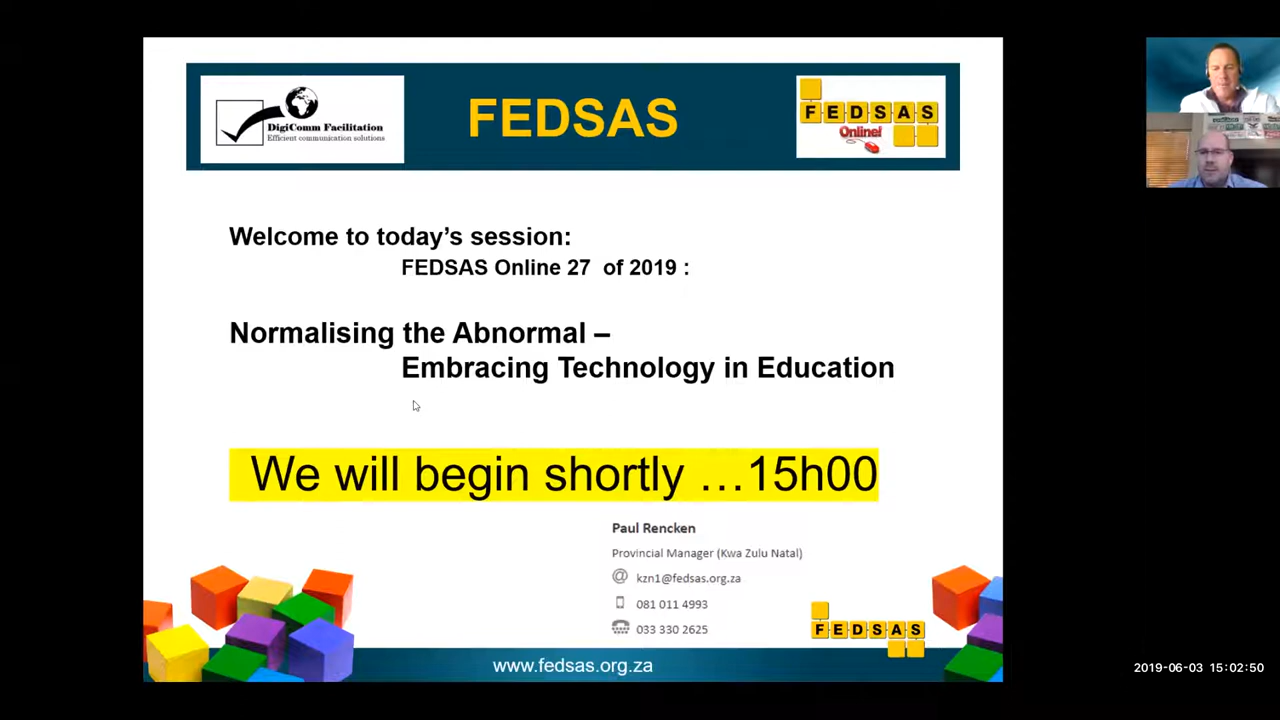 DigiComm Facilitation
Efficient communication solutions
FEDSAS
FEDSAS
Online!
Welcome to today's session:
FEDSAS Online 27 of 2019 :
Normalising the Abnormal –
Embracing Technology in Education
We will begin shortly …15h00
Paul Rencken
Provincial Manager (Kwa Zulu Natal)
@ kzn1@fedsas.org.za
081 011 4993
033 330 2625
FEDSAS
www.fedsas.org.za
2019-06-03 15:02:50